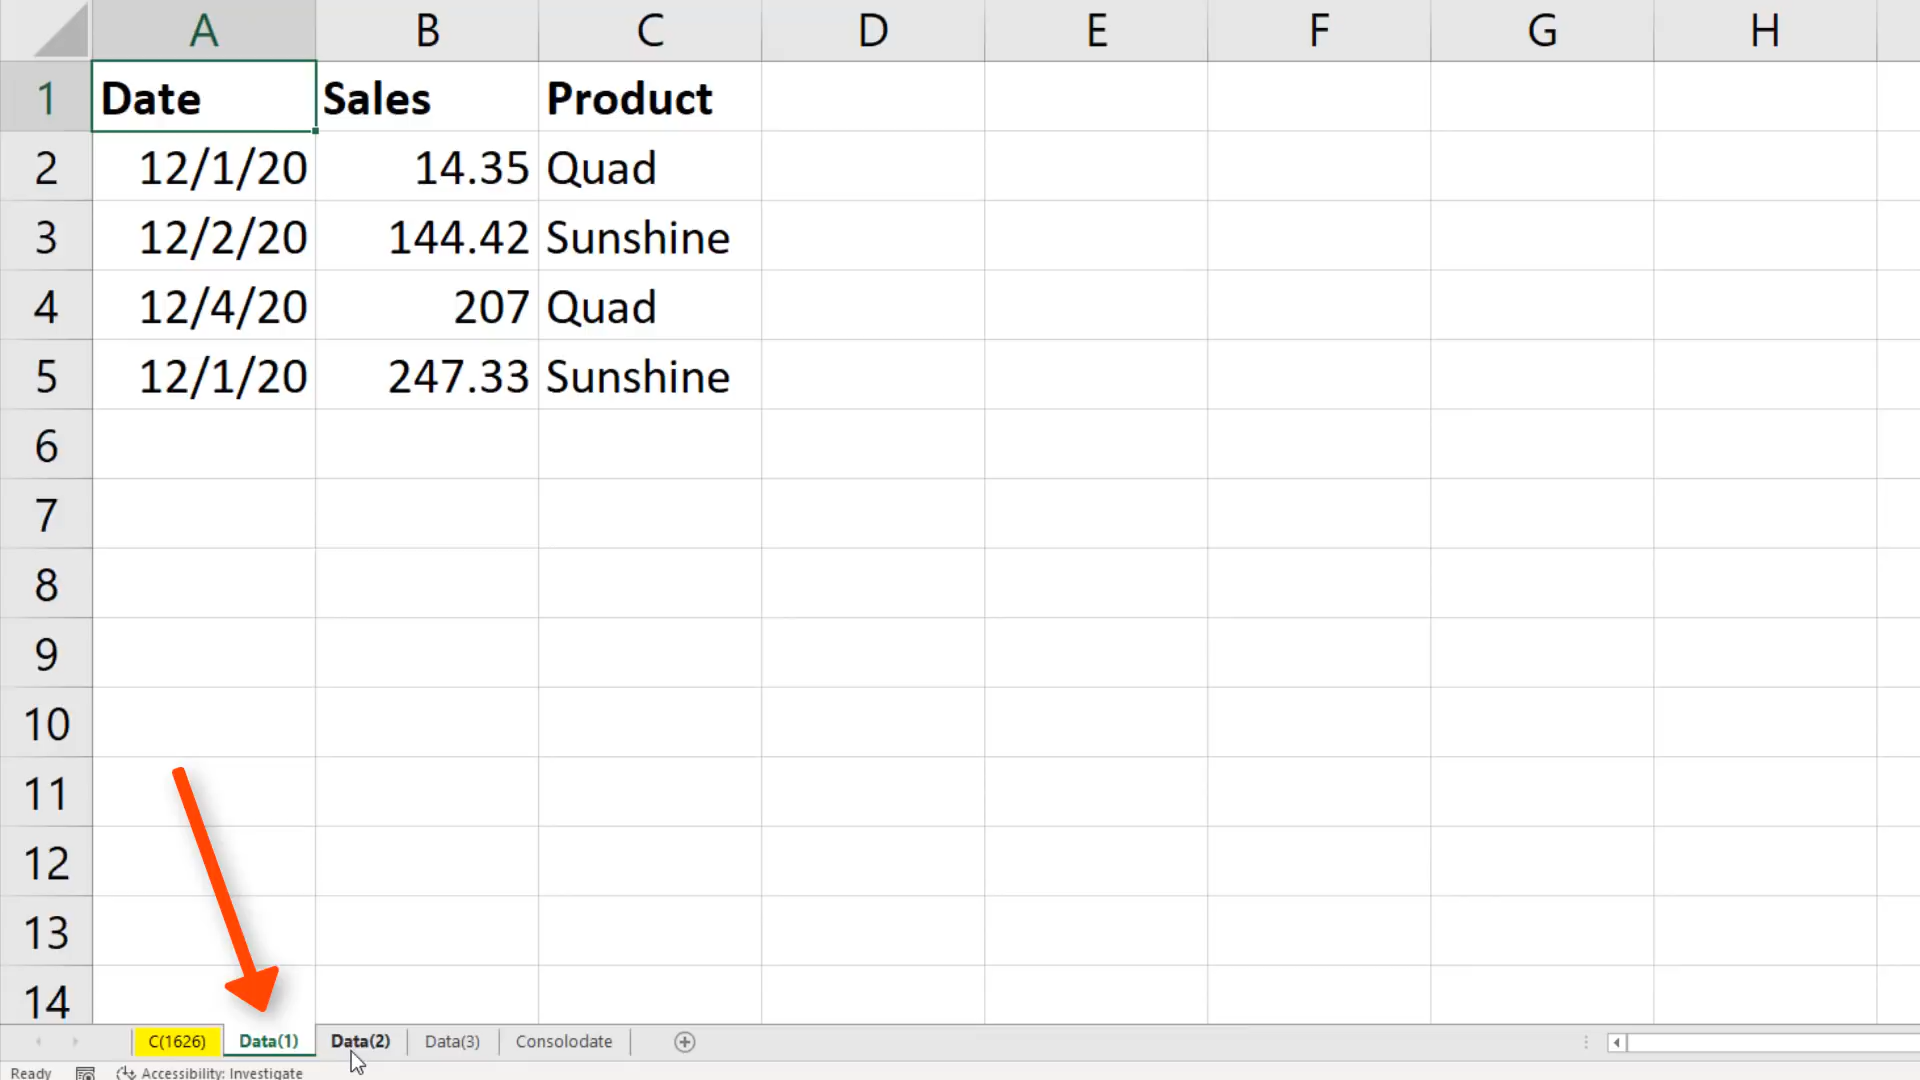 A B C D E F G H
1 Date Sales Product
2 12/1/20 14.35 Quad
3 12/2/20 144.42 Sunshine
4 12/4/20 207 Quad
5 12/1/20 247.33 Sunshine
6
7
8
9
10
11
12
13
14
C(1626) Data(1) Data(2) Data(3) Consolodate
Ready Accessibility: Investigate